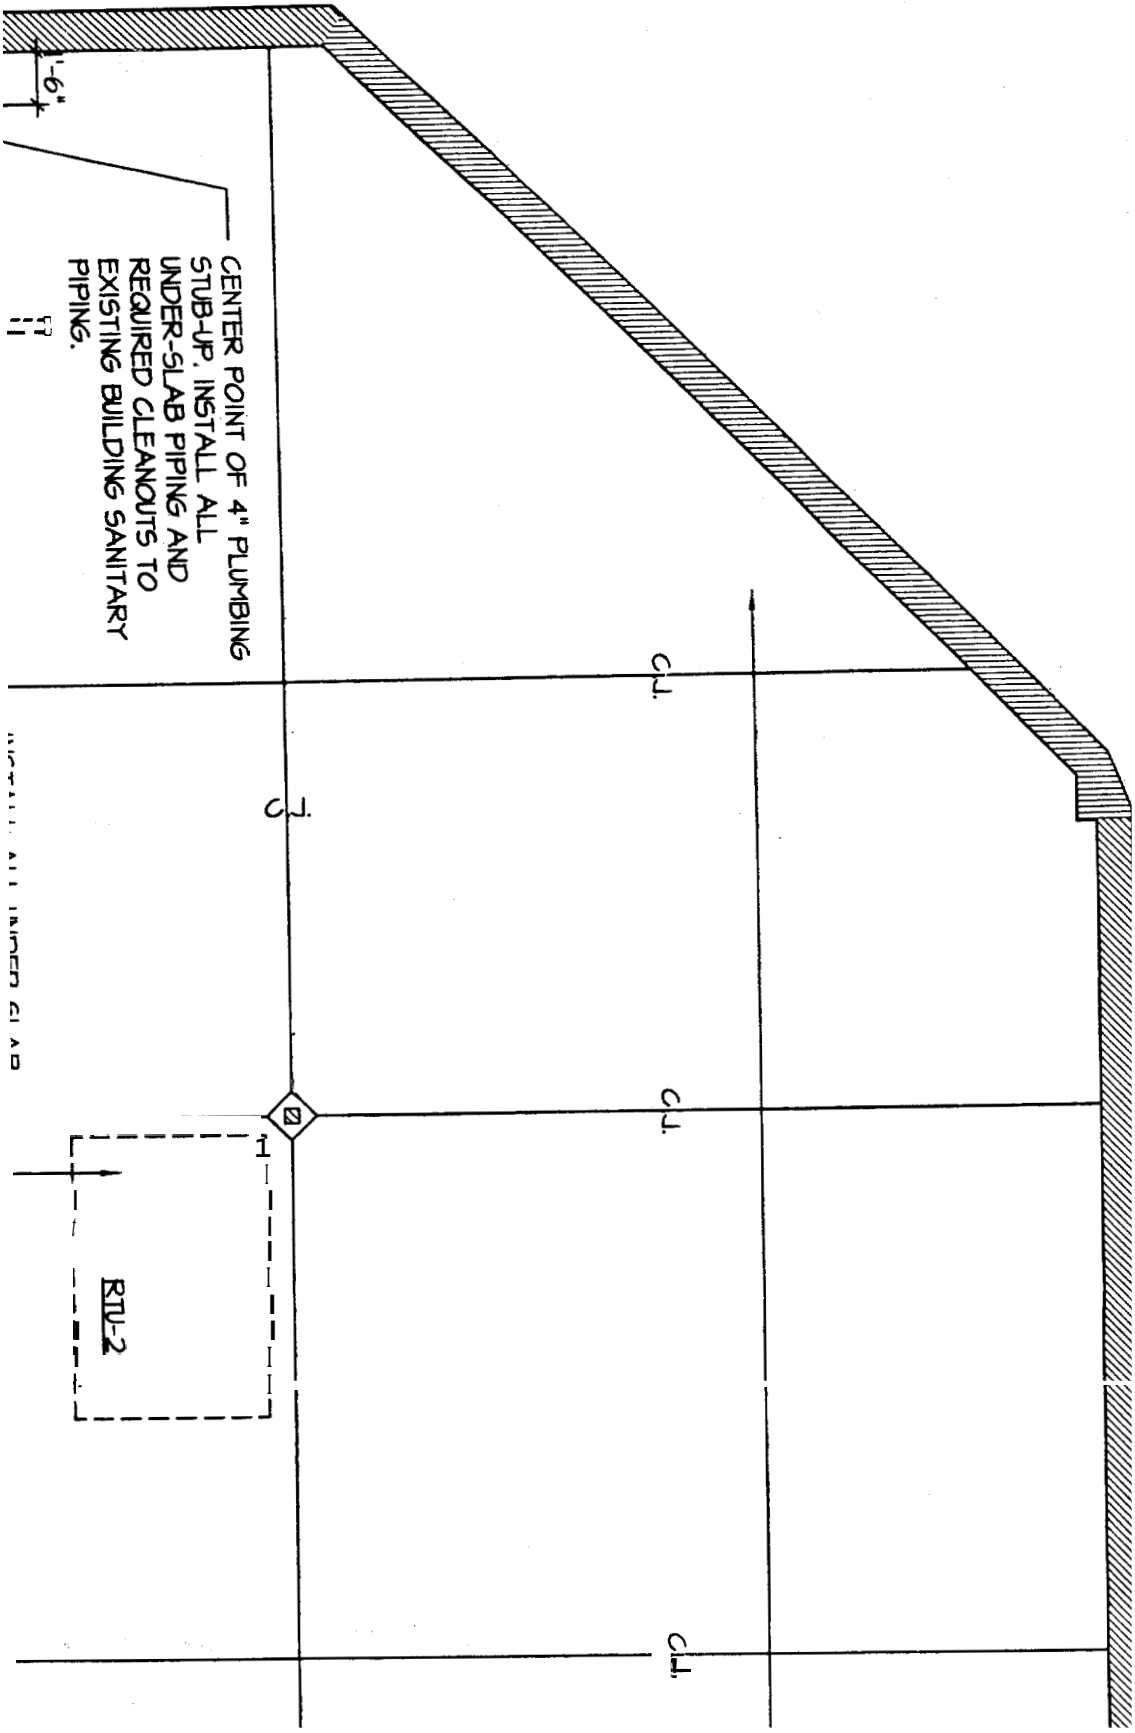 1'-6"
CENTER POINT OF 4" PLUMBING
STUB-UP. INSTALL ALL
UNDER-SLAB PIPING AND
REQUIRED CLEANOUTS TO
EXISTING BUILDING SANITARY
PIPING.
C.J.
C.J.
C.J.
C.J.
1
RTU-2